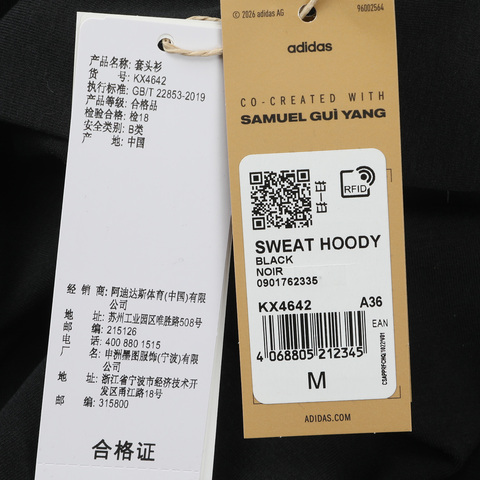 产品名称: 套头衫
货 号: KX4642
执行标准: GB/T 22853-2019
产品等级: 合格品
检验合格: 检18
安全类别: B类
产 地: 中国
经 销 商: 阿迪达斯体育(中国)有限
公司
地 址: 苏州工业园区唯胜路508号
邮 编: 215126
电 话: 400 880 1515
厂 名: 申洲墨图服饰(宁波)有限
公司
地 址: 浙江省宁波市经济技术开
发区甬江路18号
邮 编: 315800
合格证
© 2026 adidas AG
96002564
adidas
CO-CREATED WITH
SAMUEL GUÌ YANG
RFID
SWEAT HOODY
BLACK
NOIR
0901762335
KX4642 A36
EAN
4 068805 212345
M
ADIDAS.COM